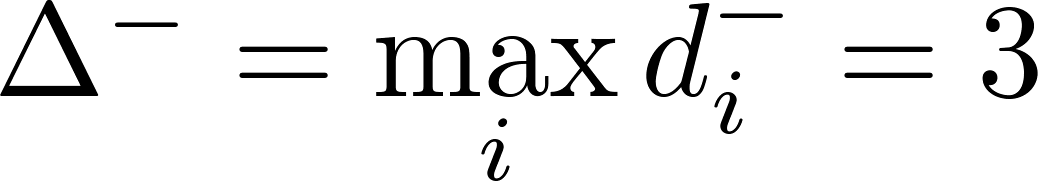 Δ⁻ = max_i d_i⁻ = 3